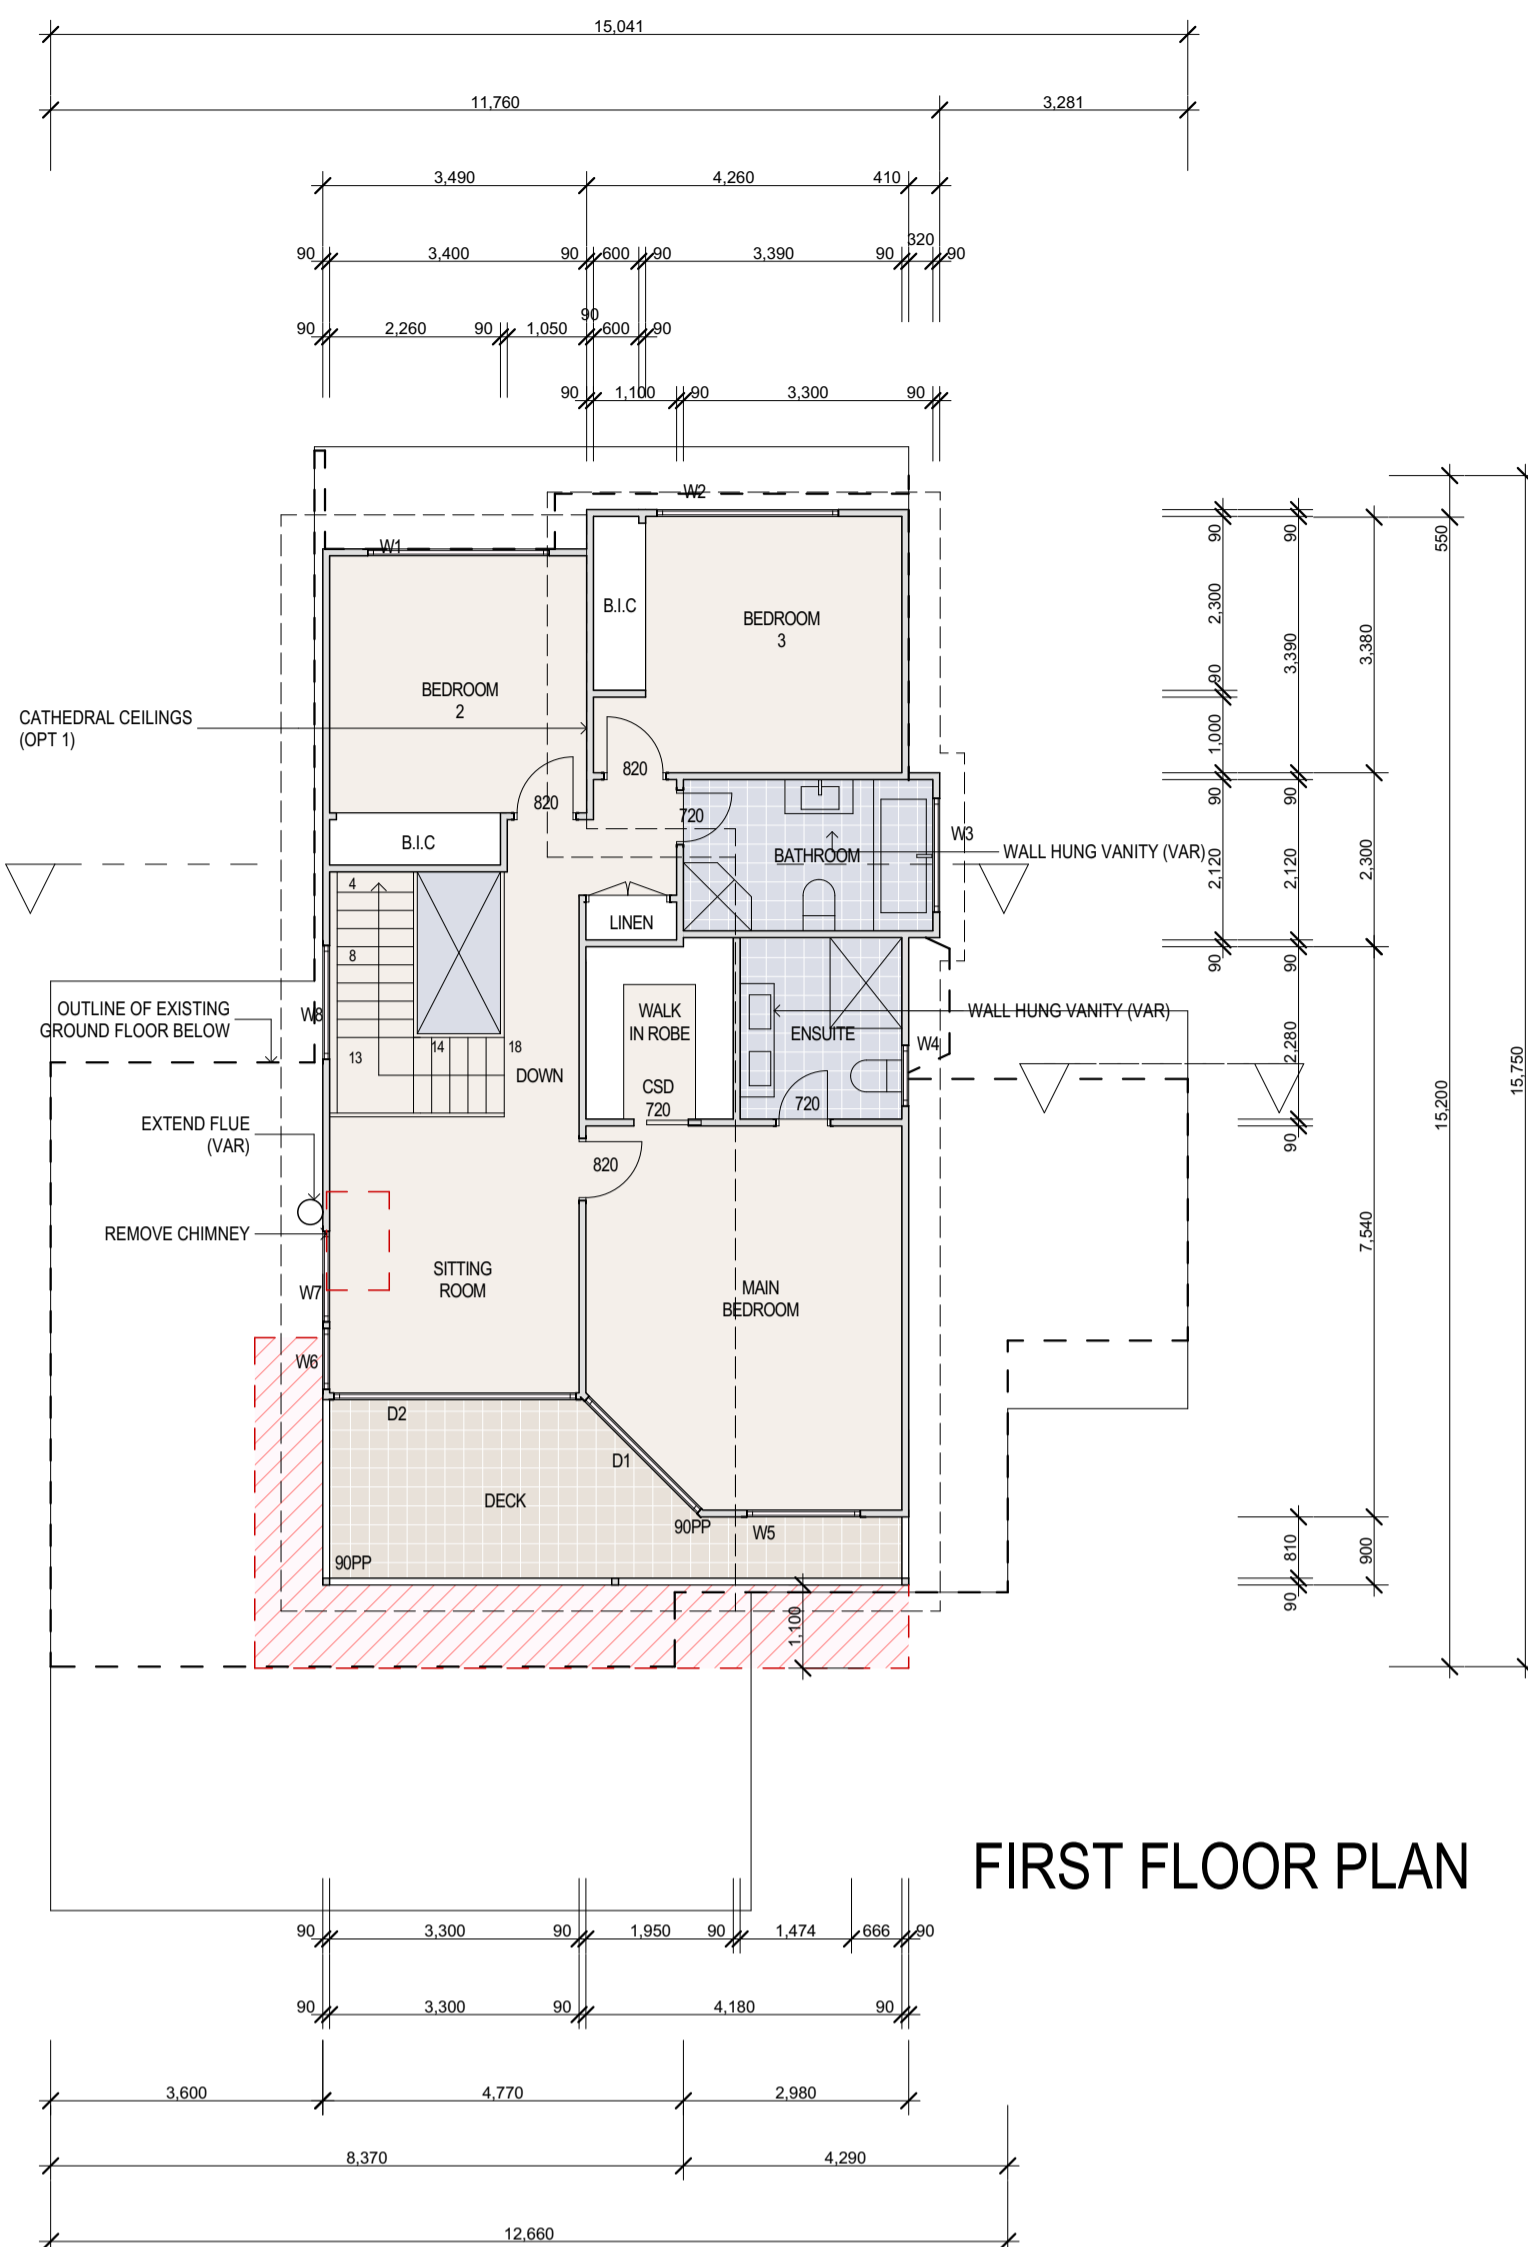 15,041
11,760 3,281
3,490 4,260 410
90 3,400 90 600 90 3,390 90 320 90
90 2,260 90 1,050 90 600 90
90 1,100 90 3,300 90
W2
W1
B.I.C
BEDROOM
3
BEDROOM
2
CATHEDRAL CEILINGS
(OPT 1)
820
820
720
B.I.C
BATHROOM
W3
WALL HUNG VANITY (VAR)
4
8
13
14
18
LINEN
OUTLINE OF EXISTING
GROUND FLOOR BELOW
W8
WALK
IN ROBE
ENSUITE
WALL HUNG VANITY (VAR)
W4
DOWN
CSD
720
720
EXTEND FLUE
(VAR)
820
REMOVE CHIMNEY
SITTING
ROOM
MAIN
BEDROOM
W7
W6
D2
D1
DECK
90PP
W5
90PP
1,100
90 2,300 90 1,000 90 2,120 90
90 3,390 90 2,120 90 2,280 90
810 90
3,380 2,300 7,540 900
550 15,200
15,750
FIRST FLOOR PLAN
90 3,300 90 1,950 90 1,474 666 90
90 3,300 90 4,180 90
3,600 4,770 2,980
8,370 4,290
12,660